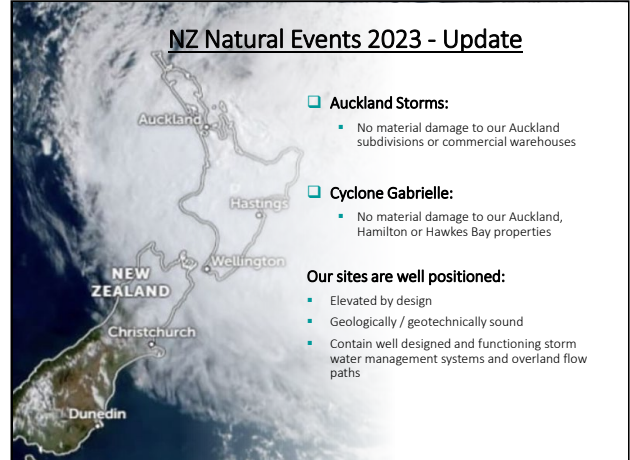 NZ Natural Events 2023 - Update
Auckland Storms:
No material damage to our Auckland
subdivisions or commercial warehouses
Cyclone Gabrielle:
No material damage to our Auckland,
Hamilton or Hawkes Bay properties
Our sites are well positioned:
Elevated by design
Geologically / geotechnically sound
Contain well designed and functioning storm
water management systems and overland flow
paths
Auckland
Hastings
Wellington
NEW
ZEALAND
Christchurch
Dunedin